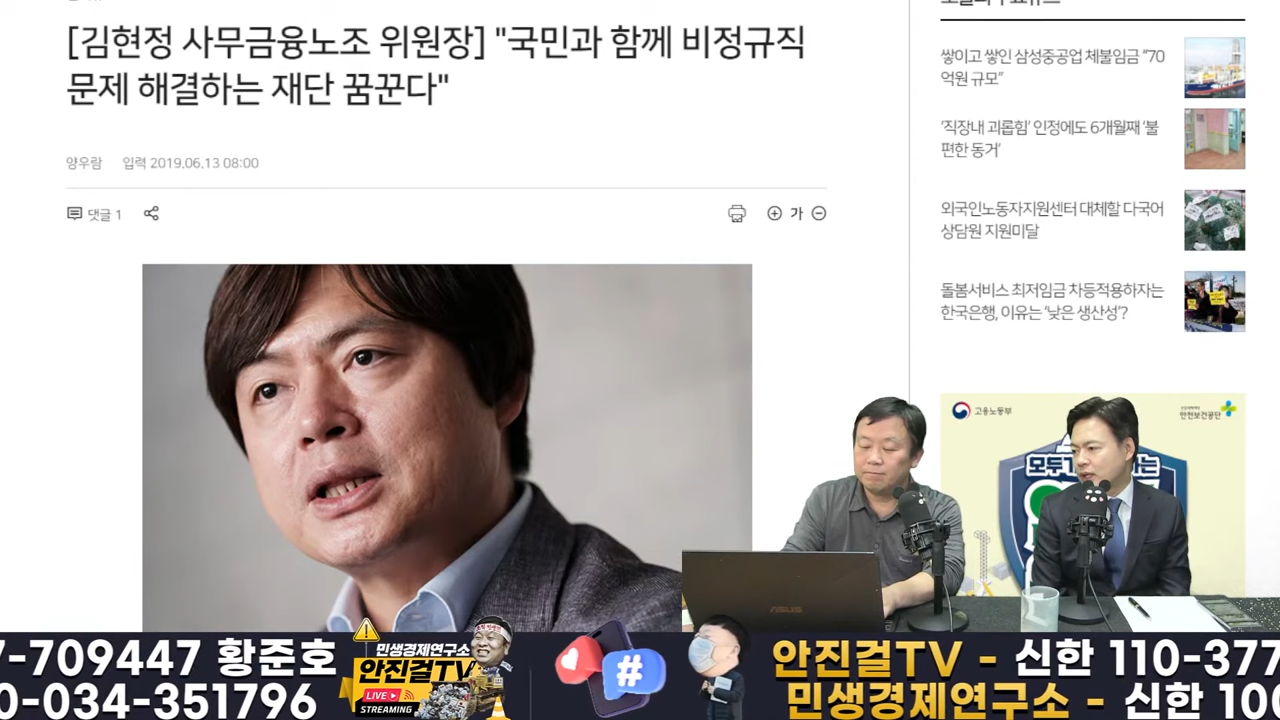 [김현정 사무금융노조 위원장] "국민과 함께 비정규직
문제 해결하는 재단 꿈꾼다"
양우람 입력 2019.06.13 08:00
댓글 1
가
쌓이고 쌓인 삼성중공업 체불임금 “70
억원 규모”
‘직장내 괴롭힘’ 인정에도 6개월째 ‘불
편한 동거’
외국인노동자지원센터 대체할 다국어
상담원 지원미달
돌봄서비스 최저임금 차등적용하자는
한국은행, 이유는 ‘낮은 생산성’?
고용노동부
안전보건공단
ASUS
7-709447 황준호
0-034-351796
민생경제연구소
안진걸TV
LIVE
STREAMING
#
안진걸TV - 신한 110-377
민생경제연구소 - 신한 100